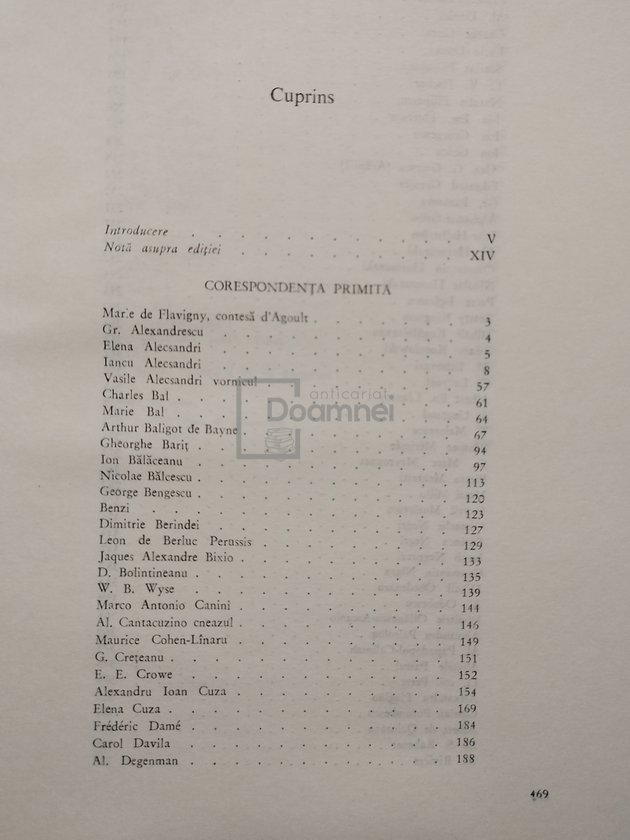 Cuprins
Introducere . . . . . . . . . . . . V
Notă asupra ediției . . . . . . . . . . XIV
CORESPONDENȚA PRIMITĂ
Marie de Flavigny, contesă d'Agoult . . . . . . . 3
Gr. Alexandrescu . . . . . . . . . . . 4
Elena Alecsandri . . . . . . . . . . . 5
Iancu Alecsandri . . . . . . . . . . . 8
Vasile Alecsandri vornicul . . . . . . . . . 57
Charles Bal . . . . . . . . . . . . 61
Marie Bal . . . . . . . . . . . . 64
Arthur Baligot de Bayne . . . . . . . . . 67
Gheorghe Bariț . . . . . . . . . . . 94
Ion Bălăceanu . . . . . . . . . . . 97
Nicolae Bălcescu . . . . . . . . . . . 113
George Bengescu . . . . . . . . . . . 120
Benzi . . . . . . . . . . . . . 123
Dimitrie Berindei . . . . . . . . . . . 127
Leon de Berluc Perussis . . . . . . . . . 129
Jaques Alexandre Bixio . . . . . . . . . 133
D. Bolintineanu . . . . . . . . . . . 135
W. B. Wyse . . . . . . . . . . . . 139
Marco Antonio Canini . . . . . . . . . . 144
Al. Cantacuzino cneazul . . . . . . . . . 146
Maurice Cohen-Lînaru . . . . . . . . . . 149
G. Crețeanu . . . . . . . . . . . . 151
E. E. Crowe . . . . . . . . . . . . 152
Alexandru Ioan Cuza . . . . . . . . . . 154
Elena Cuza . . . . . . . . . . . . 169
Frédéric Damé . . . . . . . . . . . 184
Carol Davila . . . . . . . . . . . . 186
Al. Degenman . . . . . . . . . . . . 188
469
anticariat
Doamnei